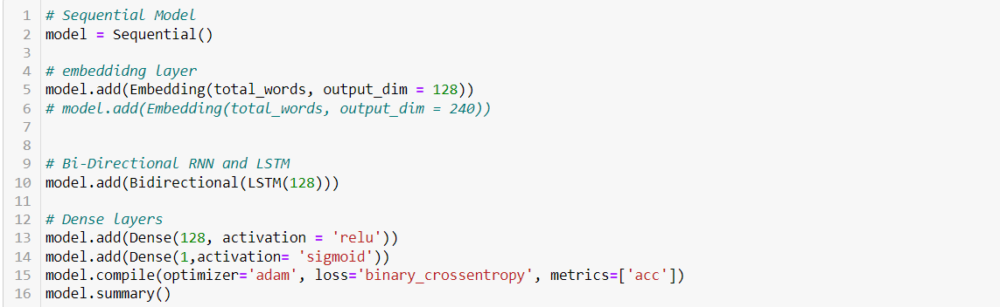 1 # Sequential Model
2 model = Sequential()
3
4 # embeddidng layer
5 model.add(Embedding(total_words, output_dim = 128))
6 # model.add(Embedding(total_words, output_dim = 240))
7
8
9 # Bi-Directional RNN and LSTM
10 model.add(Bidirectional(LSTM(128)))
11
12 # Dense layers
13 model.add(Dense(128, activation = 'relu'))
14 model.add(Dense(1,activation= 'sigmoid'))
15 model.compile(optimizer='adam', loss='binary_crossentropy', metrics=['acc'])
16 model.summary()